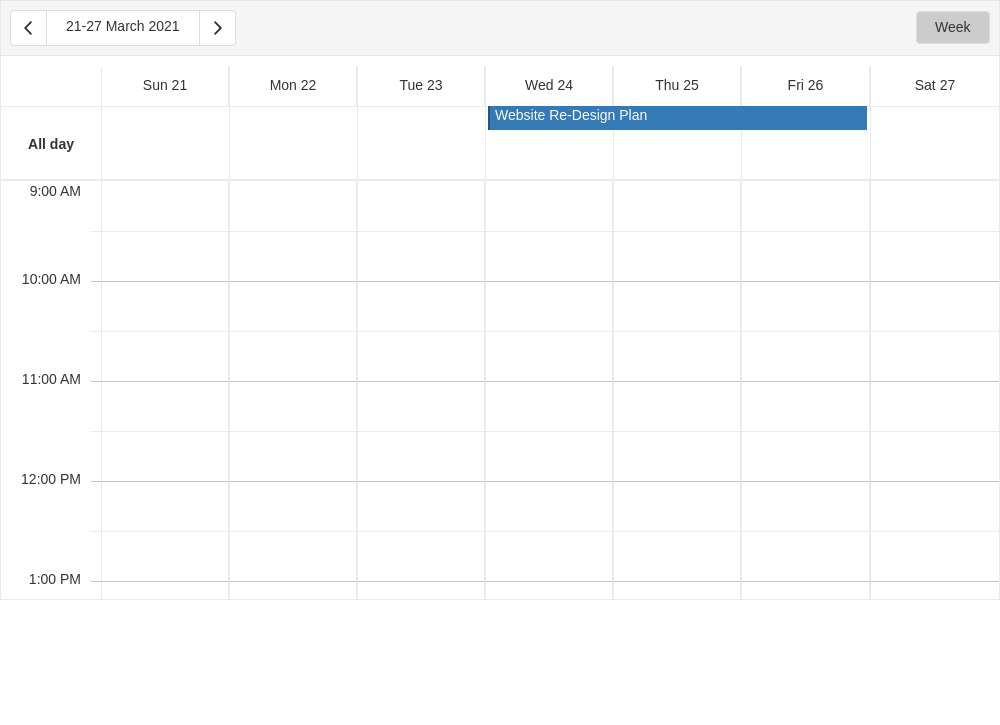 21-27 March 2021
Week
Sun 21 Mon 22 Tue 23 Wed 24 Thu 25 Fri 26 Sat 27
All day
Website Re-Design Plan
9:00 AM
10:00 AM
11:00 AM
12:00 PM
1:00 PM